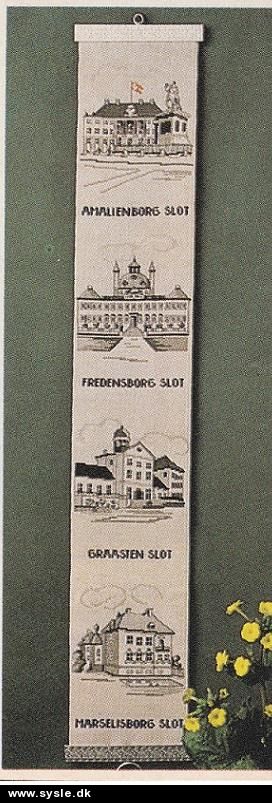 AMALIENBORG SLOT
FREDENSBORG SLOT
GRAASTEN SLOT
MARSELISBORG SLOT
www.sysle.dk